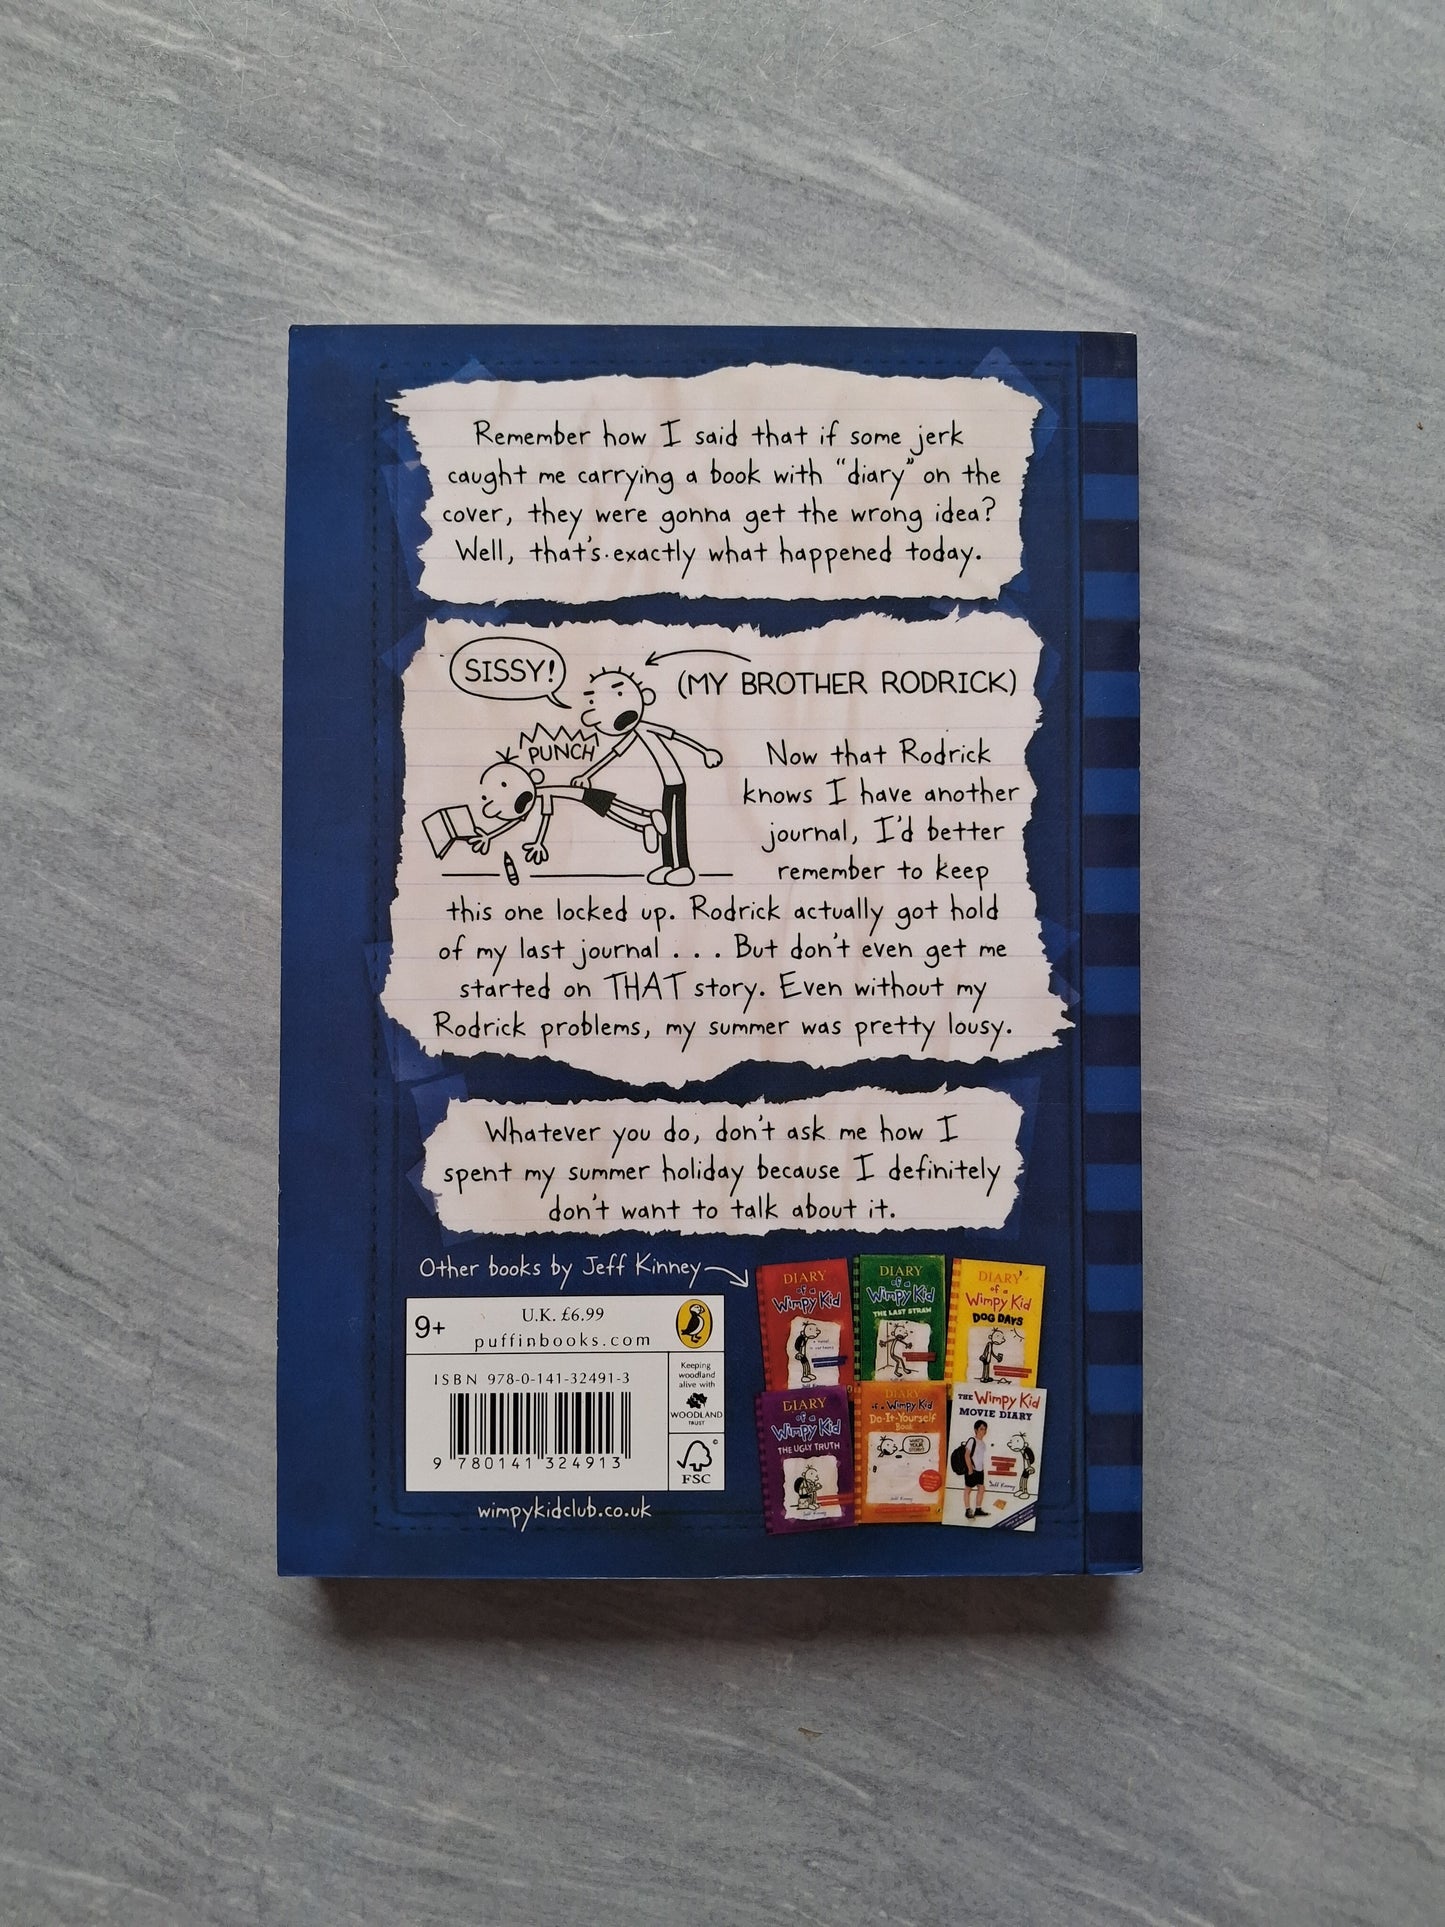 Remember how I said that if some jerk
caught me carrying a book with “diary” on the
cover, they were gonna get the wrong idea?
Well, that's exactly what happened today.
SISSY!
(MY BROTHER RODRICK)
PUNCH
Now that Rodrick
knows I have another
journal, I'd better
remember to keep
this one locked up. Rodrick actually got hold
of my last journal . . . But don't even get me
started on THAT story. Even without my
Rodrick problems, my summer was pretty lousy.
Whatever you do, don't ask me how I
spent my summer holiday because I definitely
don't want to talk about it.
Other books by Jeff Kinney
9+
U.K. £6.99
puffinbooks.com
ISBN 978-0-141-32491-3
9 780141 324913
Keeping
woodland
alive with
WOODLAND
TRUST
FSC
wimpykidclub.co.uk
DIARY
of a
Wimpy Kid
DIARY
of a
Wimpy Kid
THE LAST STRAW
DIARY
of a
Wimpy Kid
DOG DAYS
DIARY
of a
Wimpy Kid
THE UGLY TRUTH
DIARY
of a Wimpy Kid
Do-It-Yourself
Book
THE Wimpy Kid
MOVIE DIARY
Jeff Kinney